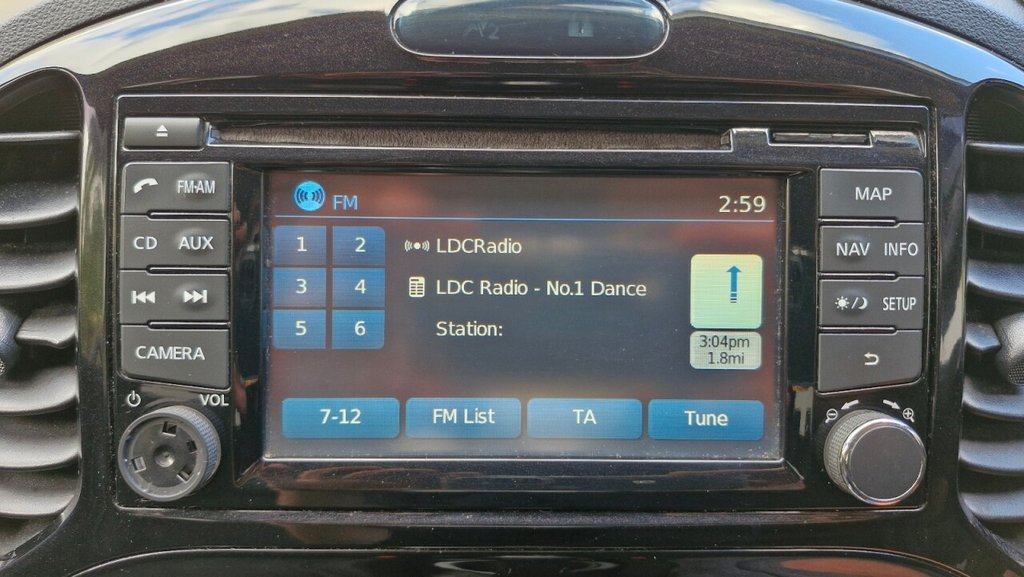 FM·AM
CD AUX
CAMERA
VOL
FM 2:59
1 2
3 4
5 6
LDCRadio
LDC Radio - No.1 Dance
Station:
3:04pm
1.8mi
7-12 FM List TA Tune
MAP
NAV INFO
SETUP